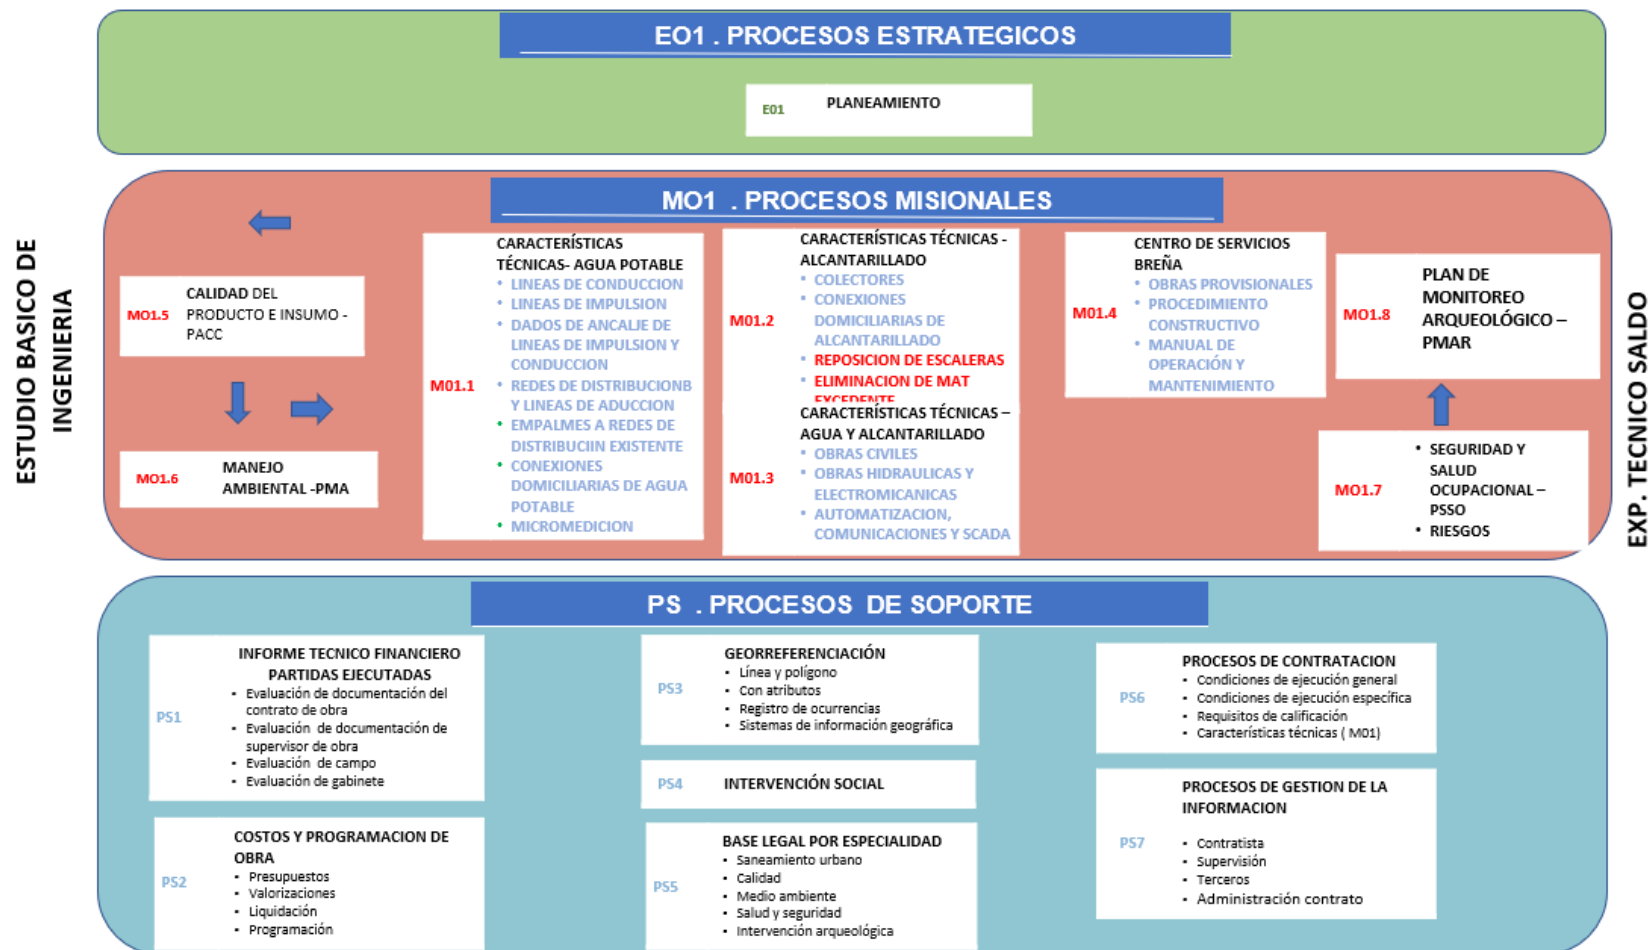 EO1 . PROCESOS ESTRATEGICOS
E01
PLANEAMIENTO
ESTUDIO BASICO DE
INGENIERIA
MO1 . PROCESOS MISIONALES
MO1.5
CALIDAD DEL
PRODUCTO E INSUMO -
PACC
MO1.6
MANEJO
AMBIENTAL -PMA
M01.1
CARACTERÍSTICAS
TÉCNICAS- AGUA POTABLE
• LINEAS DE CONDUCCION
• LINEAS DE IMPULSION
• DADOS DE ANCALJE DE
LINEAS DE IMPULSION Y
CONDUCCION
• REDES DE DISTRIBUCIONB
Y LINEAS DE ADUCCION
• EMPALMES A REDES DE
DISTRIBUCIIN EXISTENTE
• CONEXIONES
DOMICILIARIAS DE AGUA
POTABLE
• MICROMEDICION
M01.2
CARACTERÍSTICAS TÉCNICAS -
ALCANTARILLADO
• COLECTORES
• CONEXIONES
DOMICILIARIAS DE
ALCANTARILLADO
• REPOSICION DE ESCALERAS
• ELIMINACION DE MAT
EXCEDENTE
M01.3
CARACTERÍSTICAS TÉCNICAS –
AGUA Y ALCANTARILLADO
• OBRAS CIVILES
• OBRAS HIDRAULICAS Y
ELECTROMICANICAS
• AUTOMATIZACION,
COMUNICACIONES Y SCADA
M01.4
CENTRO DE SERVICIOS
BREÑA
• OBRAS PROVISIONALES
• PROCEDIMIENTO
CONSTRUCTIVO
• MANUAL DE
OPERACIÓN Y
MANTENIMIENTO
MO1.8
PLAN DE
MONITOREO
ARQUEOLÓGICO –
PMAR
MO1.7
• SEGURIDAD Y
SALUD
OCUPACIONAL –
PSSO
• RIESGOS
EXP. TECNICO SALDO
PS . PROCESOS DE SOPORTE
PS1
INFORME TECNICO FINANCIERO
PARTIDAS EJECUTADAS
▪ Evaluación de documentación del
contrato de obra
▪ Evaluación de documentación de
supervisor de obra
▪ Evaluación de campo
▪ Evaluación de gabinete
PS2
COSTOS Y PROGRAMACION DE
OBRA
▪ Presupuestos
▪ Valorizaciones
▪ Liquidación
▪ Programación
PS3
GEORREFERENCIACIÓN
▪ Línea y polígono
▪ Con atributos
▪ Registro de ocurrencias
▪ Sistemas de información geográfica
PS4
INTERVENCIÓN SOCIAL
PS5
BASE LEGAL POR ESPECIALIDAD
▪ Saneamiento urbano
▪ Calidad
▪ Medio ambiente
▪ Salud y seguridad
▪ Intervención arqueológica
PS6
PROCESOS DE CONTRATACION
▪ Condiciones de ejecución general
▪ Condiciones de ejecución específica
▪ Requisitos de calificación
▪ Características técnicas ( M01)
PS7
PROCESOS DE GESTION DE LA
INFORMACION
▪ Contratista
▪ Supervisión
▪ Terceros
▪ Administración contrato